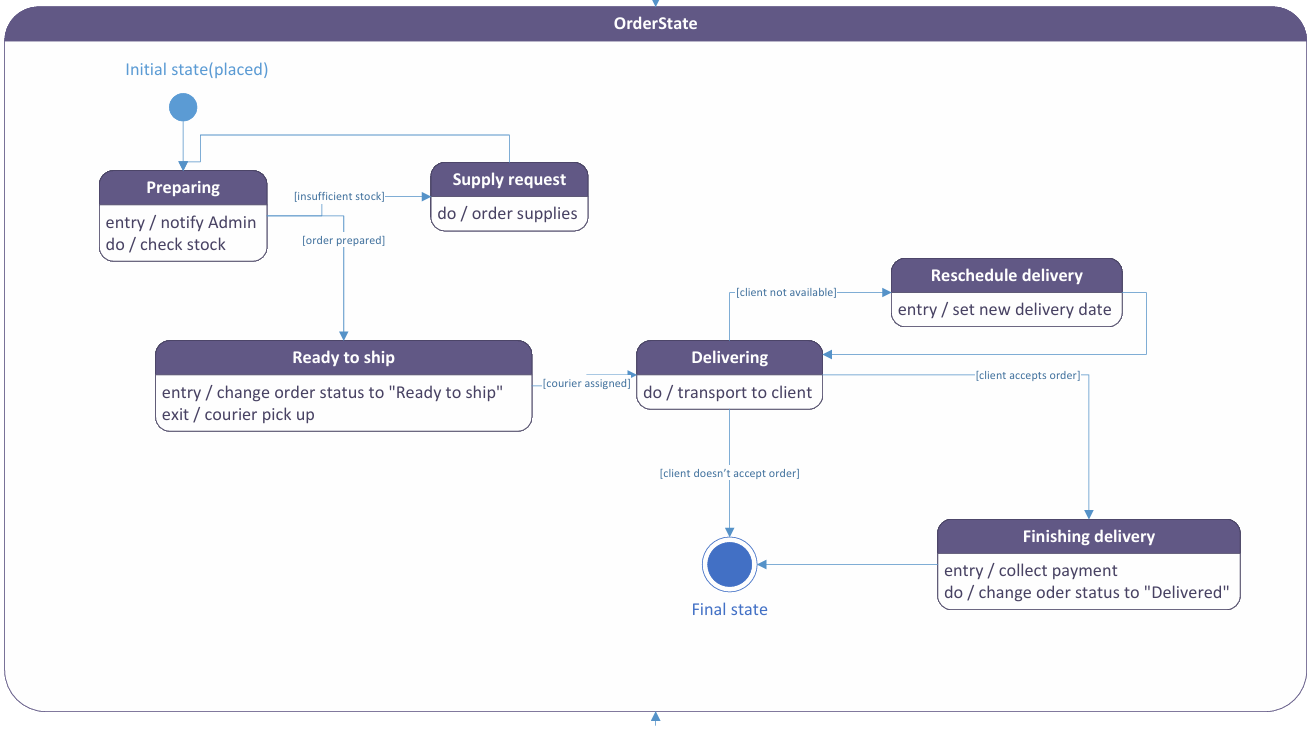 OrderState
Initial state(placed)
Preparing
entry / notify Admin
do / check stock
[insufficient stock]
Supply request
do / order supplies
[order prepared]
Ready to ship
entry / change order status to "Ready to ship"
exit / courier pick up
[courier assigned]
Delivering
do / transport to client
[client not available]
Reschedule delivery
entry / set new delivery date
[client accepts order]
[client doesn't accept order]
Finishing delivery
entry / collect payment
do / change oder status to "Delivered"
Final state